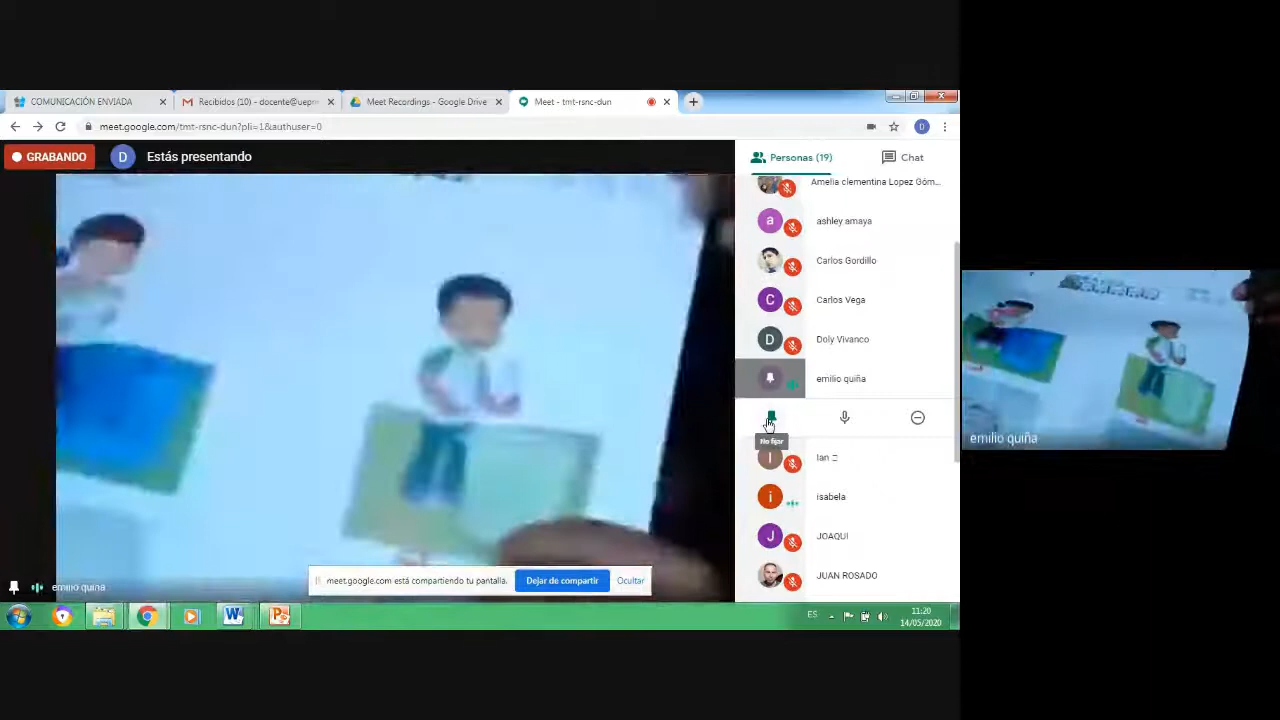 COMUNICACIÓN ENVIADA
Recibidos (10) - docente@uepr
Meet Recordings - Google Drive
Meet - tmt-rsnc-dun
meet.google.com/tmt-rsnc-dun?pli=1&authuser=0
GRABANDO
D
Estás presentando
Personas (19)
Chat
Amelia clementina Lopez Góm...
a
ashley amaya
Carlos Gordillo
C
Carlos Vega
D
Doly Vivanco
emilio quiña
No fijar
I
Ian
i
isabela
J
JOAQUI
JUAN ROSADO
emilio quiña
meet.google.com está compartiendo tu pantalla.
Dejar de compartir
Ocultar
ES
11:20
14/05/2020
emilio quiña